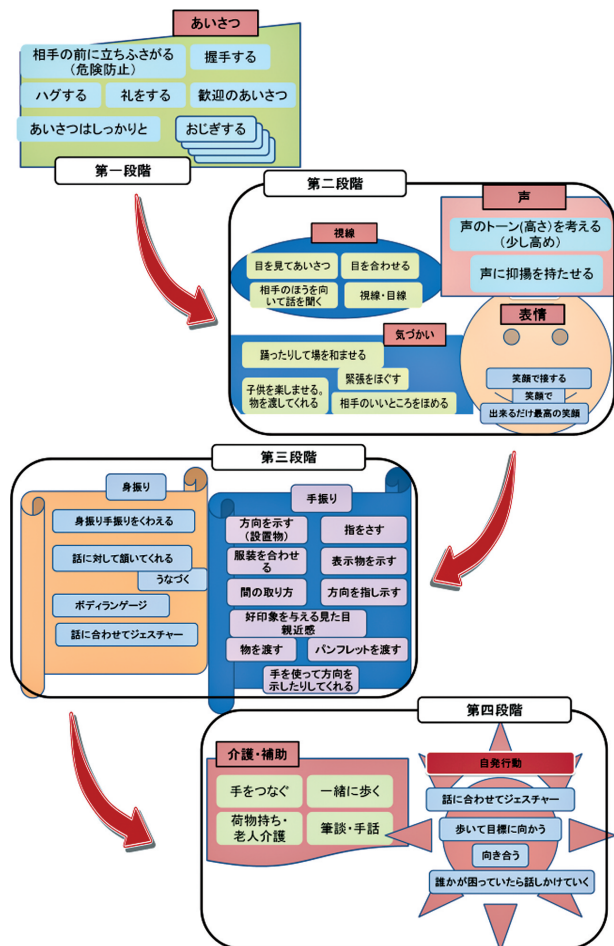 あいさつ
相手の前に立ちふさがる
(危険防止)
握手する
ハグする
礼をする
歓迎のあいさつ
あいさつはしっかりと
おじぎする
第一段階
第二段階
声
声のトーン(高さ)を考える
(少し高め)
声に抑揚を持たせる
視線
目を見てあいさつ
目を合わせる
相手のほうを向
いて話を聞く
視線・目線
表情
笑顔で接する
笑顔で
出来るだけ最高の笑顔
気づかい
踊ったりして場を和ませる
緊張をほぐす
子供を楽しませる。
物を渡してくれる
相手のいいところをほめる
第三段階
身振り
身振り手振りをくわえる
話に対して頷いてくれる
うなづく
ボディランゲージ
話に合わせてジェスチャー
手振り
方向を示す
(設置物)
指をさす
服装を合わせ
る
表示物を示す
間の取り方
方向を指し示す
好印象を与える見た目
親近感
物を渡す
パンフレットを渡す
手を使って方向を
示したりしてくれる
第四段階
介護・補助
手をつなぐ
一緒に歩く
荷物持ち・
老人介護
筆談・手話
自発行動
話に合わせてジェスチャー
歩いて目標に向かう
向き合う
誰かが困っていたら話しかけていく